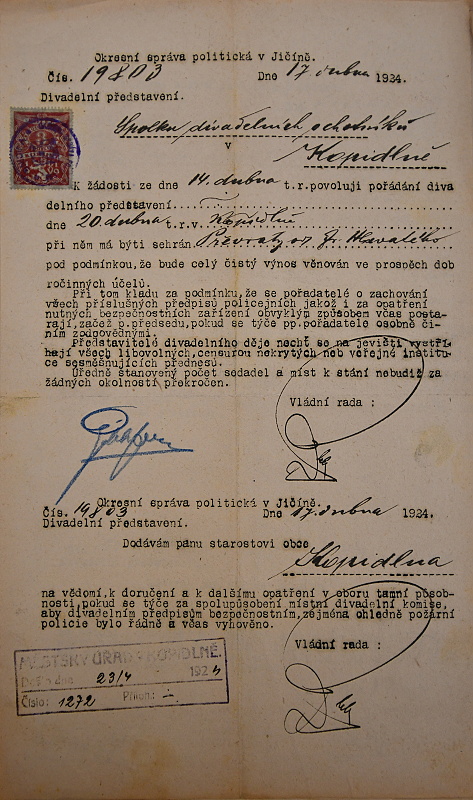 Okresní správa politická v Jičíně.
Čís. 19803 Dne 17. dubna 1924.
Divadelní představení.
Spolku divadelních ochotníků
v
Kopidlně
K žádosti ze dne 14. dubna t.r.povoluji pořádání diva
delního představení
dne 20. dubna t.r.v. Kopidlně
při něm má býti sehrán. Převraty od Fr. Hlavatého
pod podmínkou,že bude celý čistý výnos věnován ve prospěch dob
ročinných účelů.
Při tom kladu za podmínku,že se pořadatelé o zachování
všech příslušných předpisů policejních jakož i za opatření
nutných bezpečnostních zařízení obvyklým způsobem včas posta-
rají,začež p.předsedu,pokud se týče pp.pořadatele osobně či-
ním zodpovědnými.
Představitelé divadelního děje nechť se na jevišti vystří-
hají všech libovolných,censurou nekrytých neb veřejné institu-
ce sesměšnujících přednesů.
Úředně stanovený počet sedadel a míst k stání nebudiž za
žádných okolností překročen.
Vládní rada :
Okresní správa politická v Jičíně.
Čís. 19803 Dne 17. dubna 1924.
Divadelní představení.
Dodávám panu starostovi obce
Kopidlna
na vědomí,k doručení a k dalšímu opatření v oboru tamní působ-
nosti,pokud se týče za spolupůsobení místní divadelní komise,
aby divadelním předpisům bezpečnostním,zejména ohledně požární
policie bylo řádně a včas vyhověno.
Vládní rada :
MĚSTSKÝ ÚŘAD v KOPIDLNĚ.
Došlo dne 23/4 1924
Číslo: 1272 Příloh: -